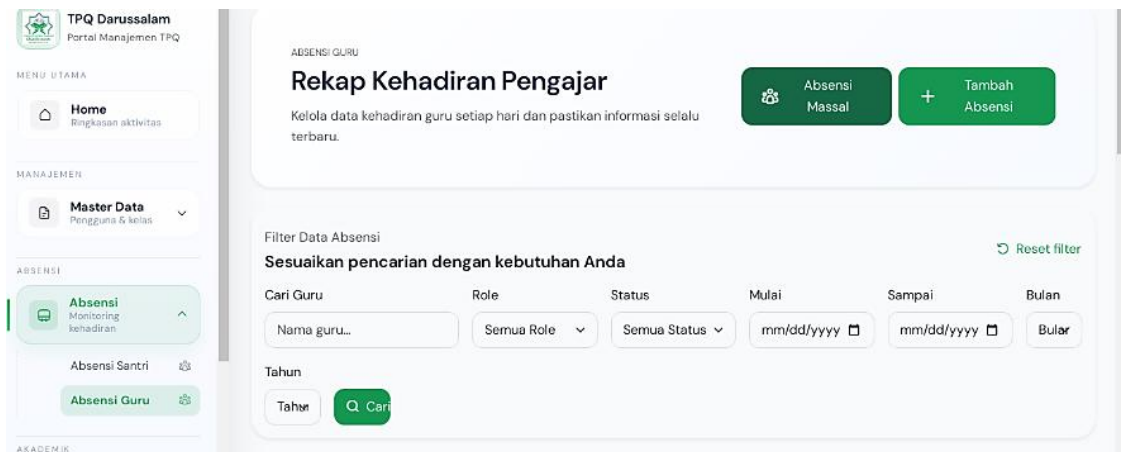 TPQ Darussalam
Portal Manajemen TPQ
MENU UTAMA
Home
Ringkasan aktivitas
MANAJEMEN
Master Data
Pengguna & kelas
ABSENSI
Absensi
Monitoring
kehadiran
Absensi Santri
Absensi Guru
AKADEMIK
ABSENSI GURU
Rekap Kehadiran Pengajar
Kelola data kehadiran guru setiap hari dan pastikan informasi selalu
terbaru.
Absensi
Massal
Tambah
Absensi
Filter Data Absensi
Sesuaikan pencarian dengan kebutuhan Anda
Reset filter
Cari Guru
Role
Status
Mulai
Sampai
Bulan
Nama guru...
Semua Role
Semua Status
mm/dd/yyyy
mm/dd/yyyy
Bular
Tahun
Tahun
Cari